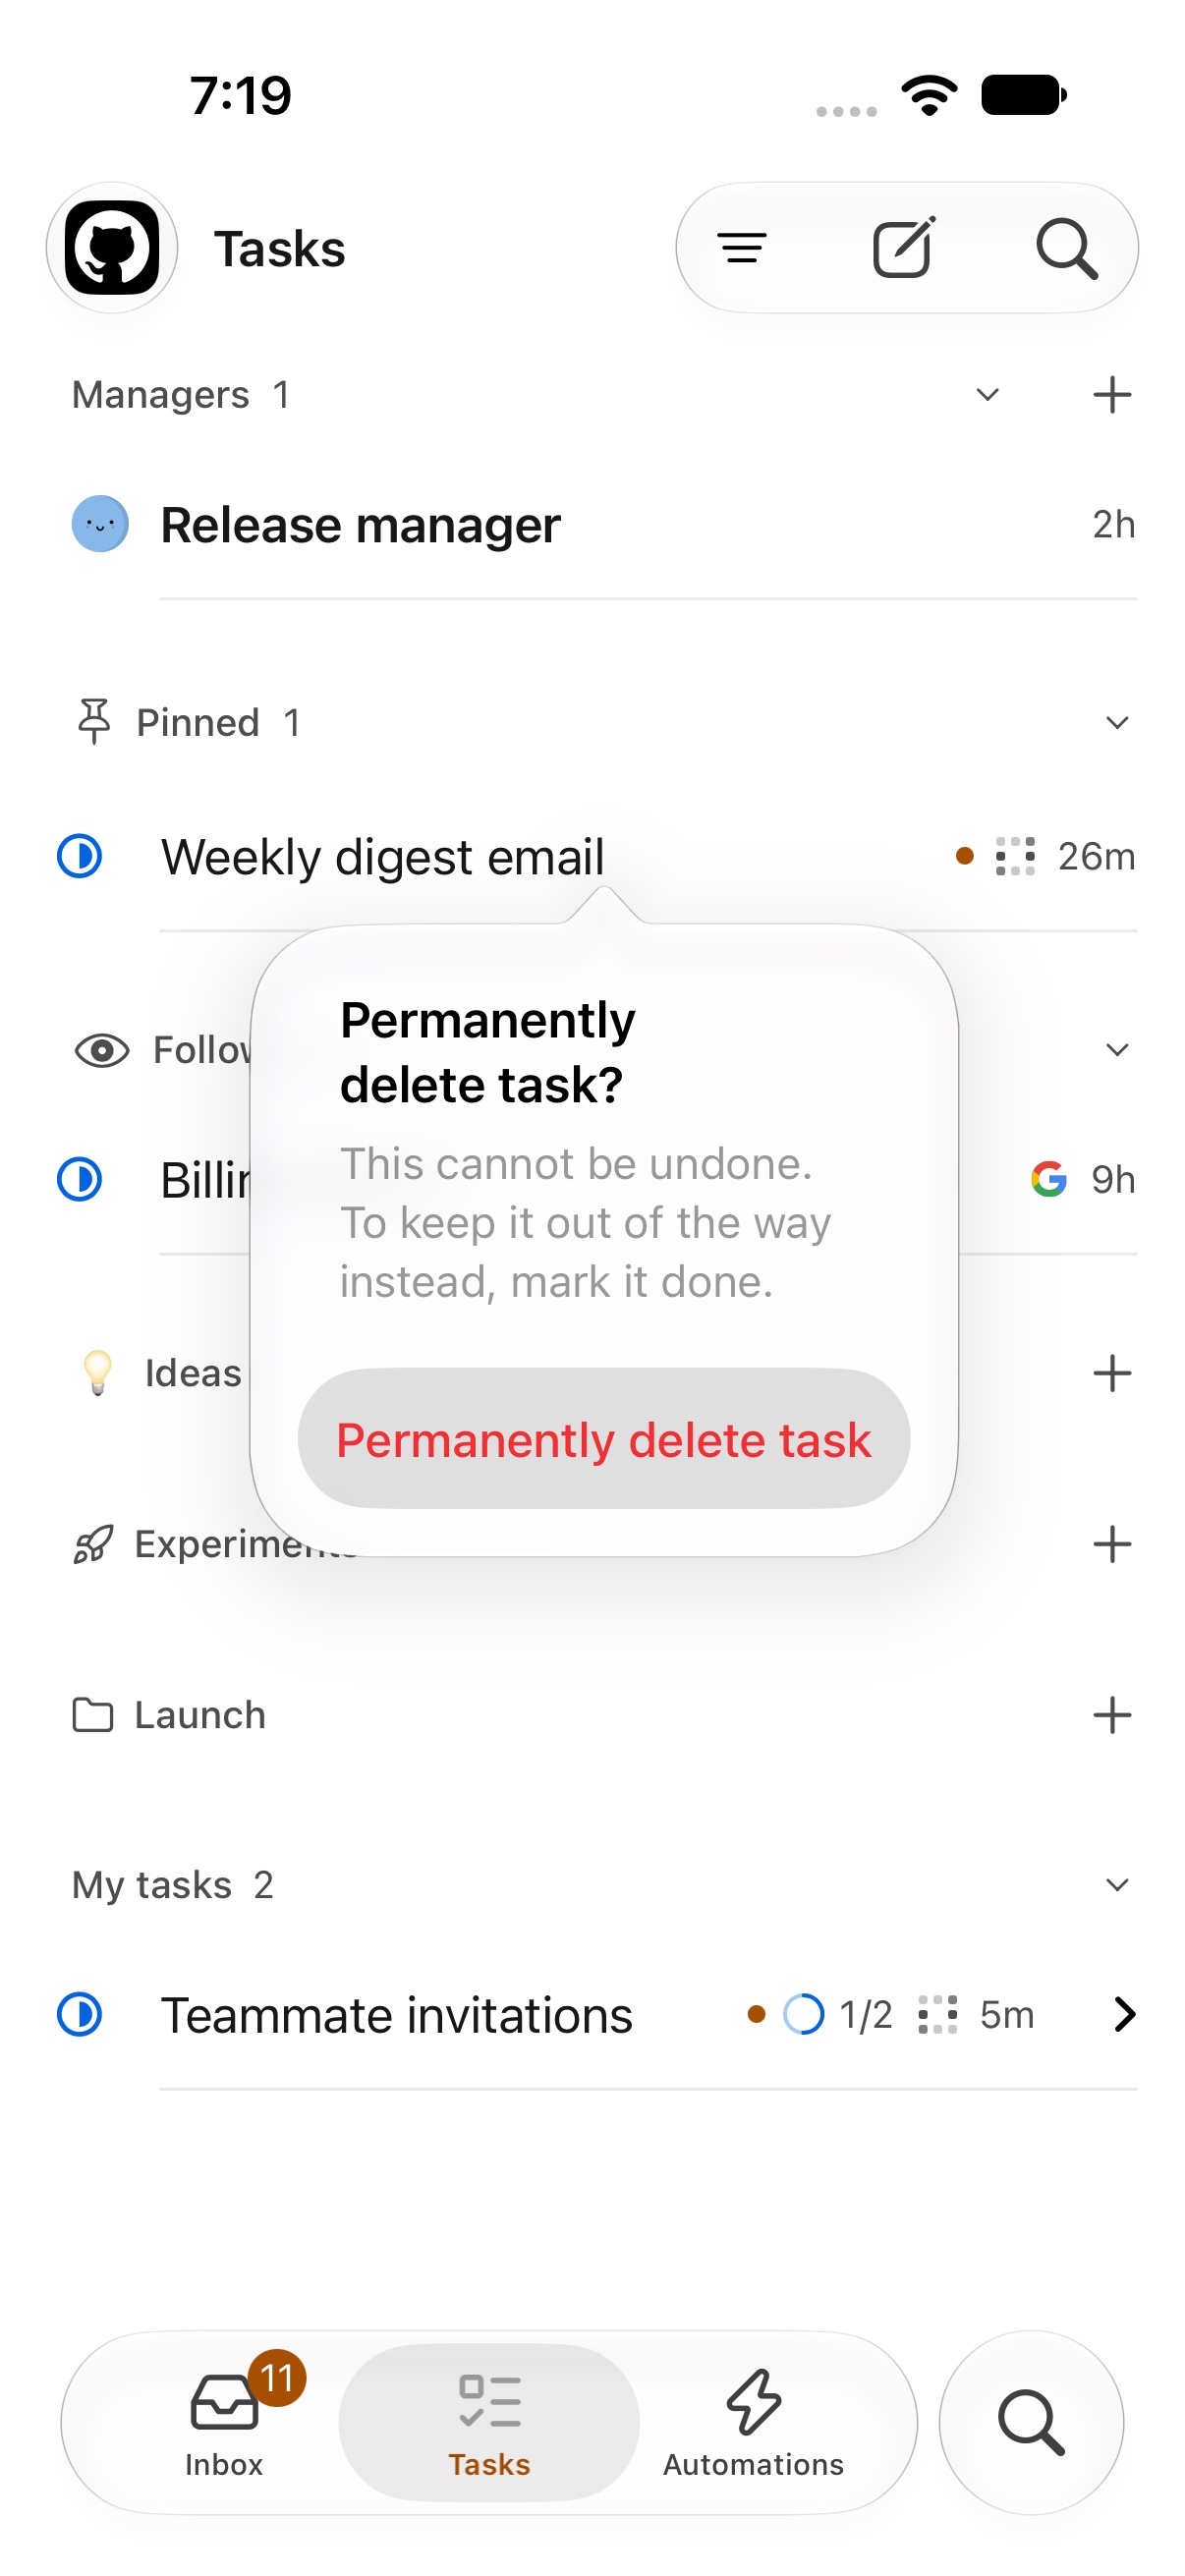 7:19
Tasks
Managers 1
Release manager 2h
Pinned 1
Weekly digest email 26m
Permanently
delete task?
This cannot be undone.
To keep it out of the way
instead, mark it done.
Permanently delete task
9h
Ideas
Launch
My tasks 2
Teammate invitations 1/2 5m
11
Inbox
Tasks
Automations